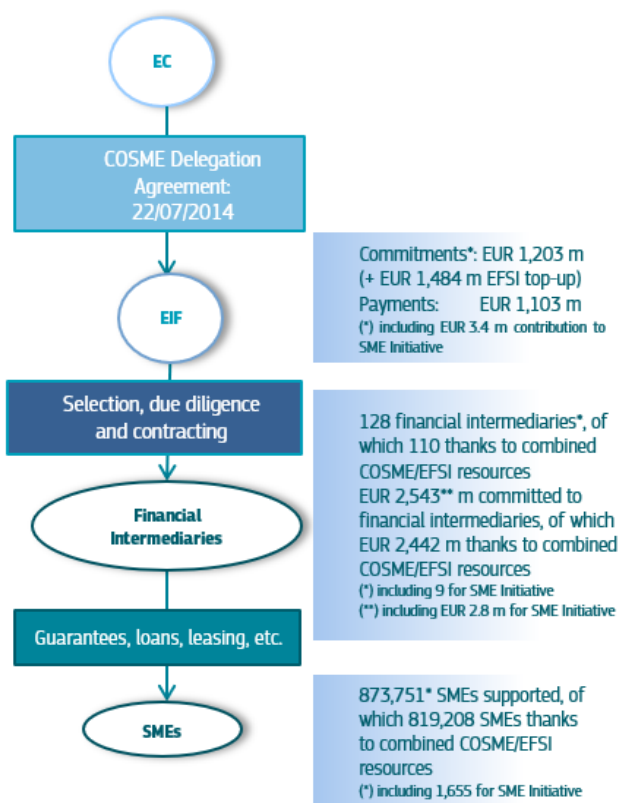 EC
COSME Delegation
Agreement:
22/07/2014
Commitments*: EUR 1,203 m
(+ EUR 1,484 m EFSI top-up)
Payments: EUR 1,103 m
(*) including EUR 3.4 m contribution to
SME Initiative
EIF
Selection, due diligence
and contracting
128 financial intermediaries*, of
which 110 thanks to combined
COSME/EFSI resources
EUR 2,543** m committed to
financial intermediaries, of which
EUR 2,442 m thanks to combined
COSME/EFSI resources
(*) including 9 for SME Initiative
(**) including EUR 2.8 m for SME Initiative
Financial
Intermediaries
Guarantees, loans, leasing, etc.
873,751* SMEs supported, of
which 819,208 SMEs thanks
to combined COSME/EFSI
resources
(*) including 1,655 for SME Initiative
SMEs